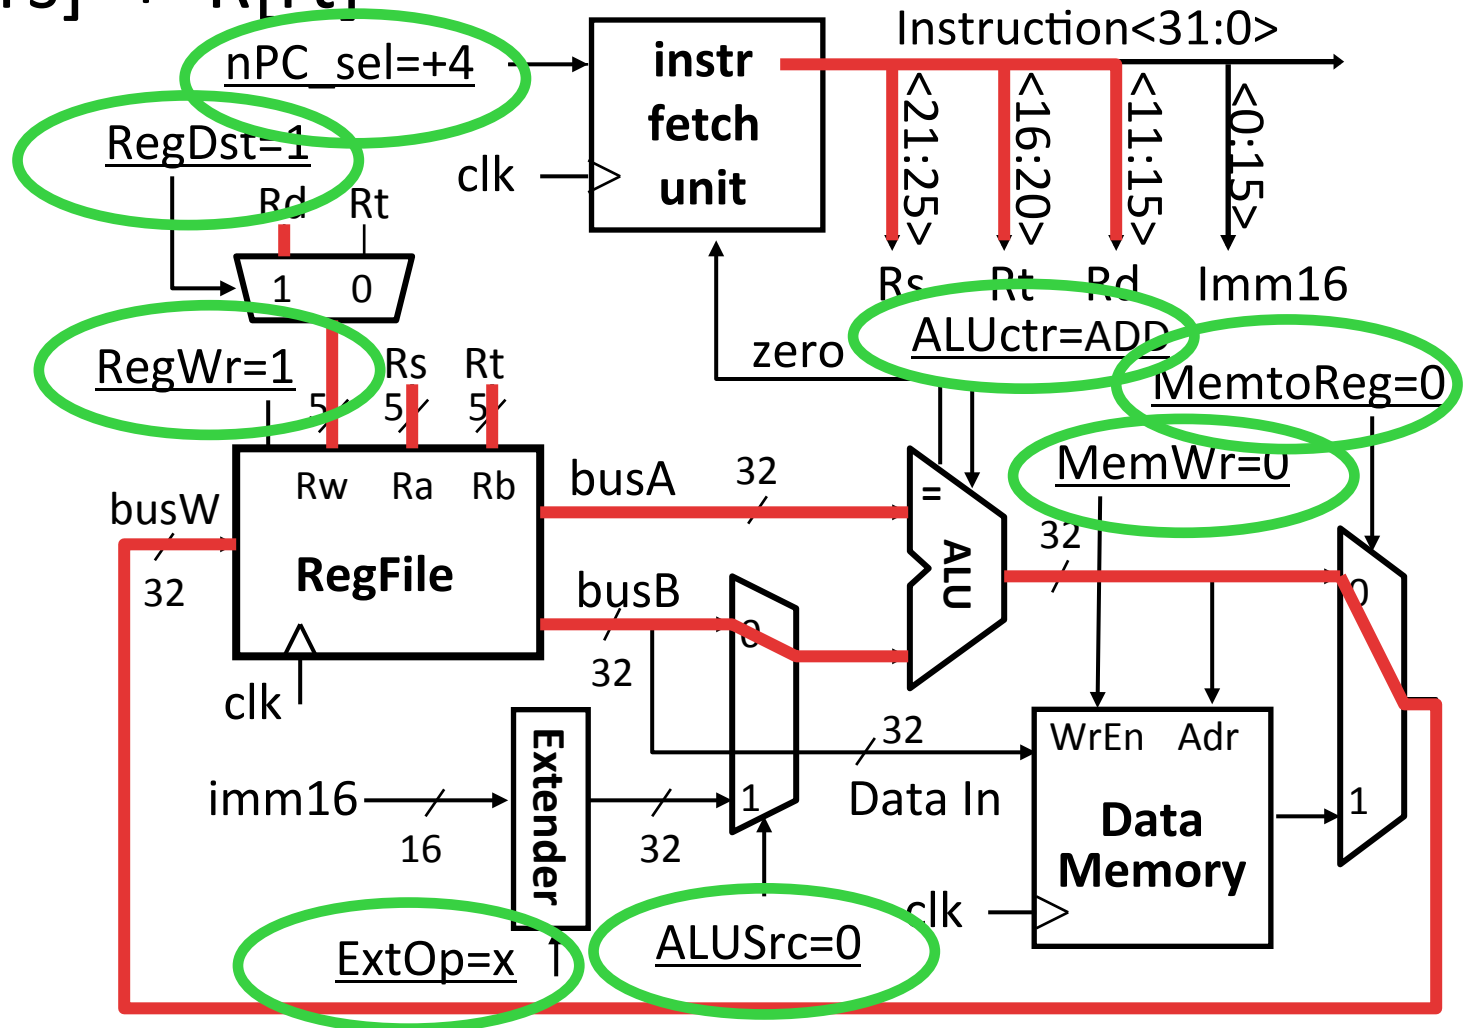 rs] + R[rt]
Instruction<31:0>
nPC_sel=+4
instr
fetch
unit
<21:25>
<16:20>
<11:15>
<0:15>
RegDst=1
clk
Rd
Rt
Rs
Rt
Rd
Imm16
1
0
ALUctr=ADD
zero
MemtoReg=0
RegWr=1
Rs
Rt
5
5
5
MemWr=0
Rw
Ra
Rb
busA
32
=
busW
32
RegFile
ALU
32
busB
0
0
32
clk
32
WrEn
Adr
Extender
imm16
16
32
1
Data In
1
Data
Memory
clk
ExtOp=x
ALUSrc=0